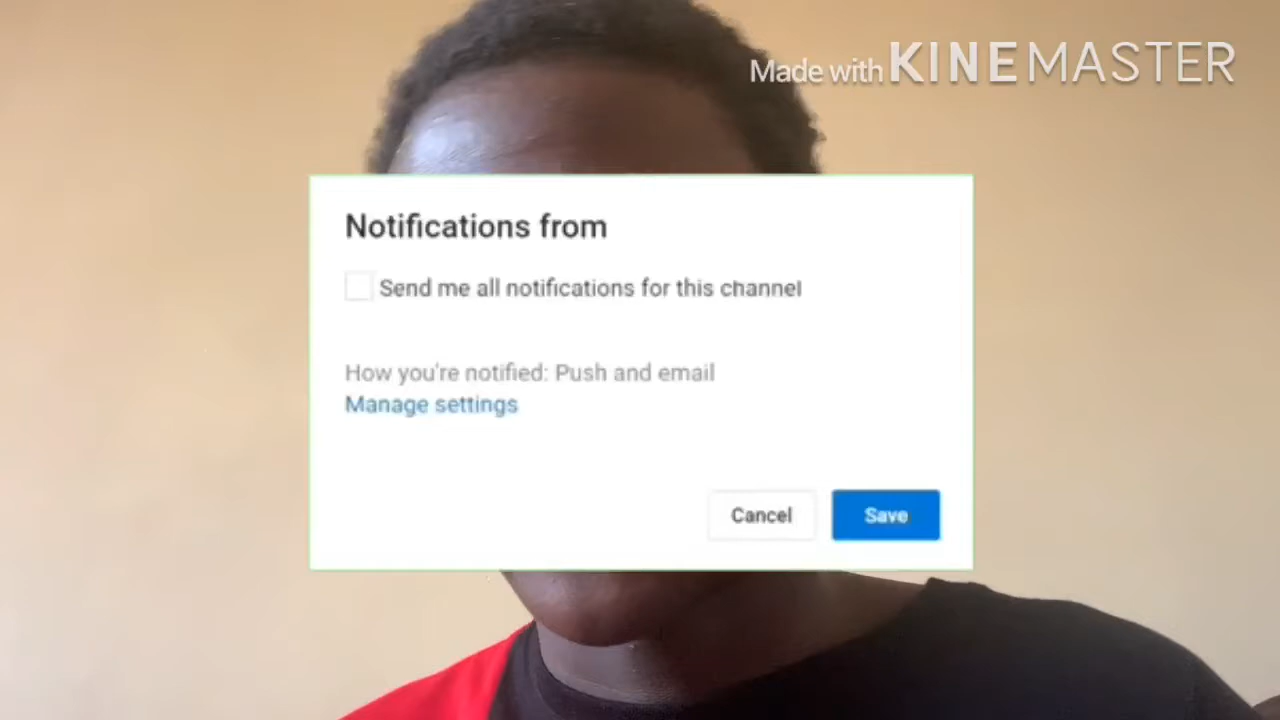 Made with KINEMASTER
Notifications from
Send me all notifications for this channel
How you're notified: Push and email
Manage settings
Cancel
Save